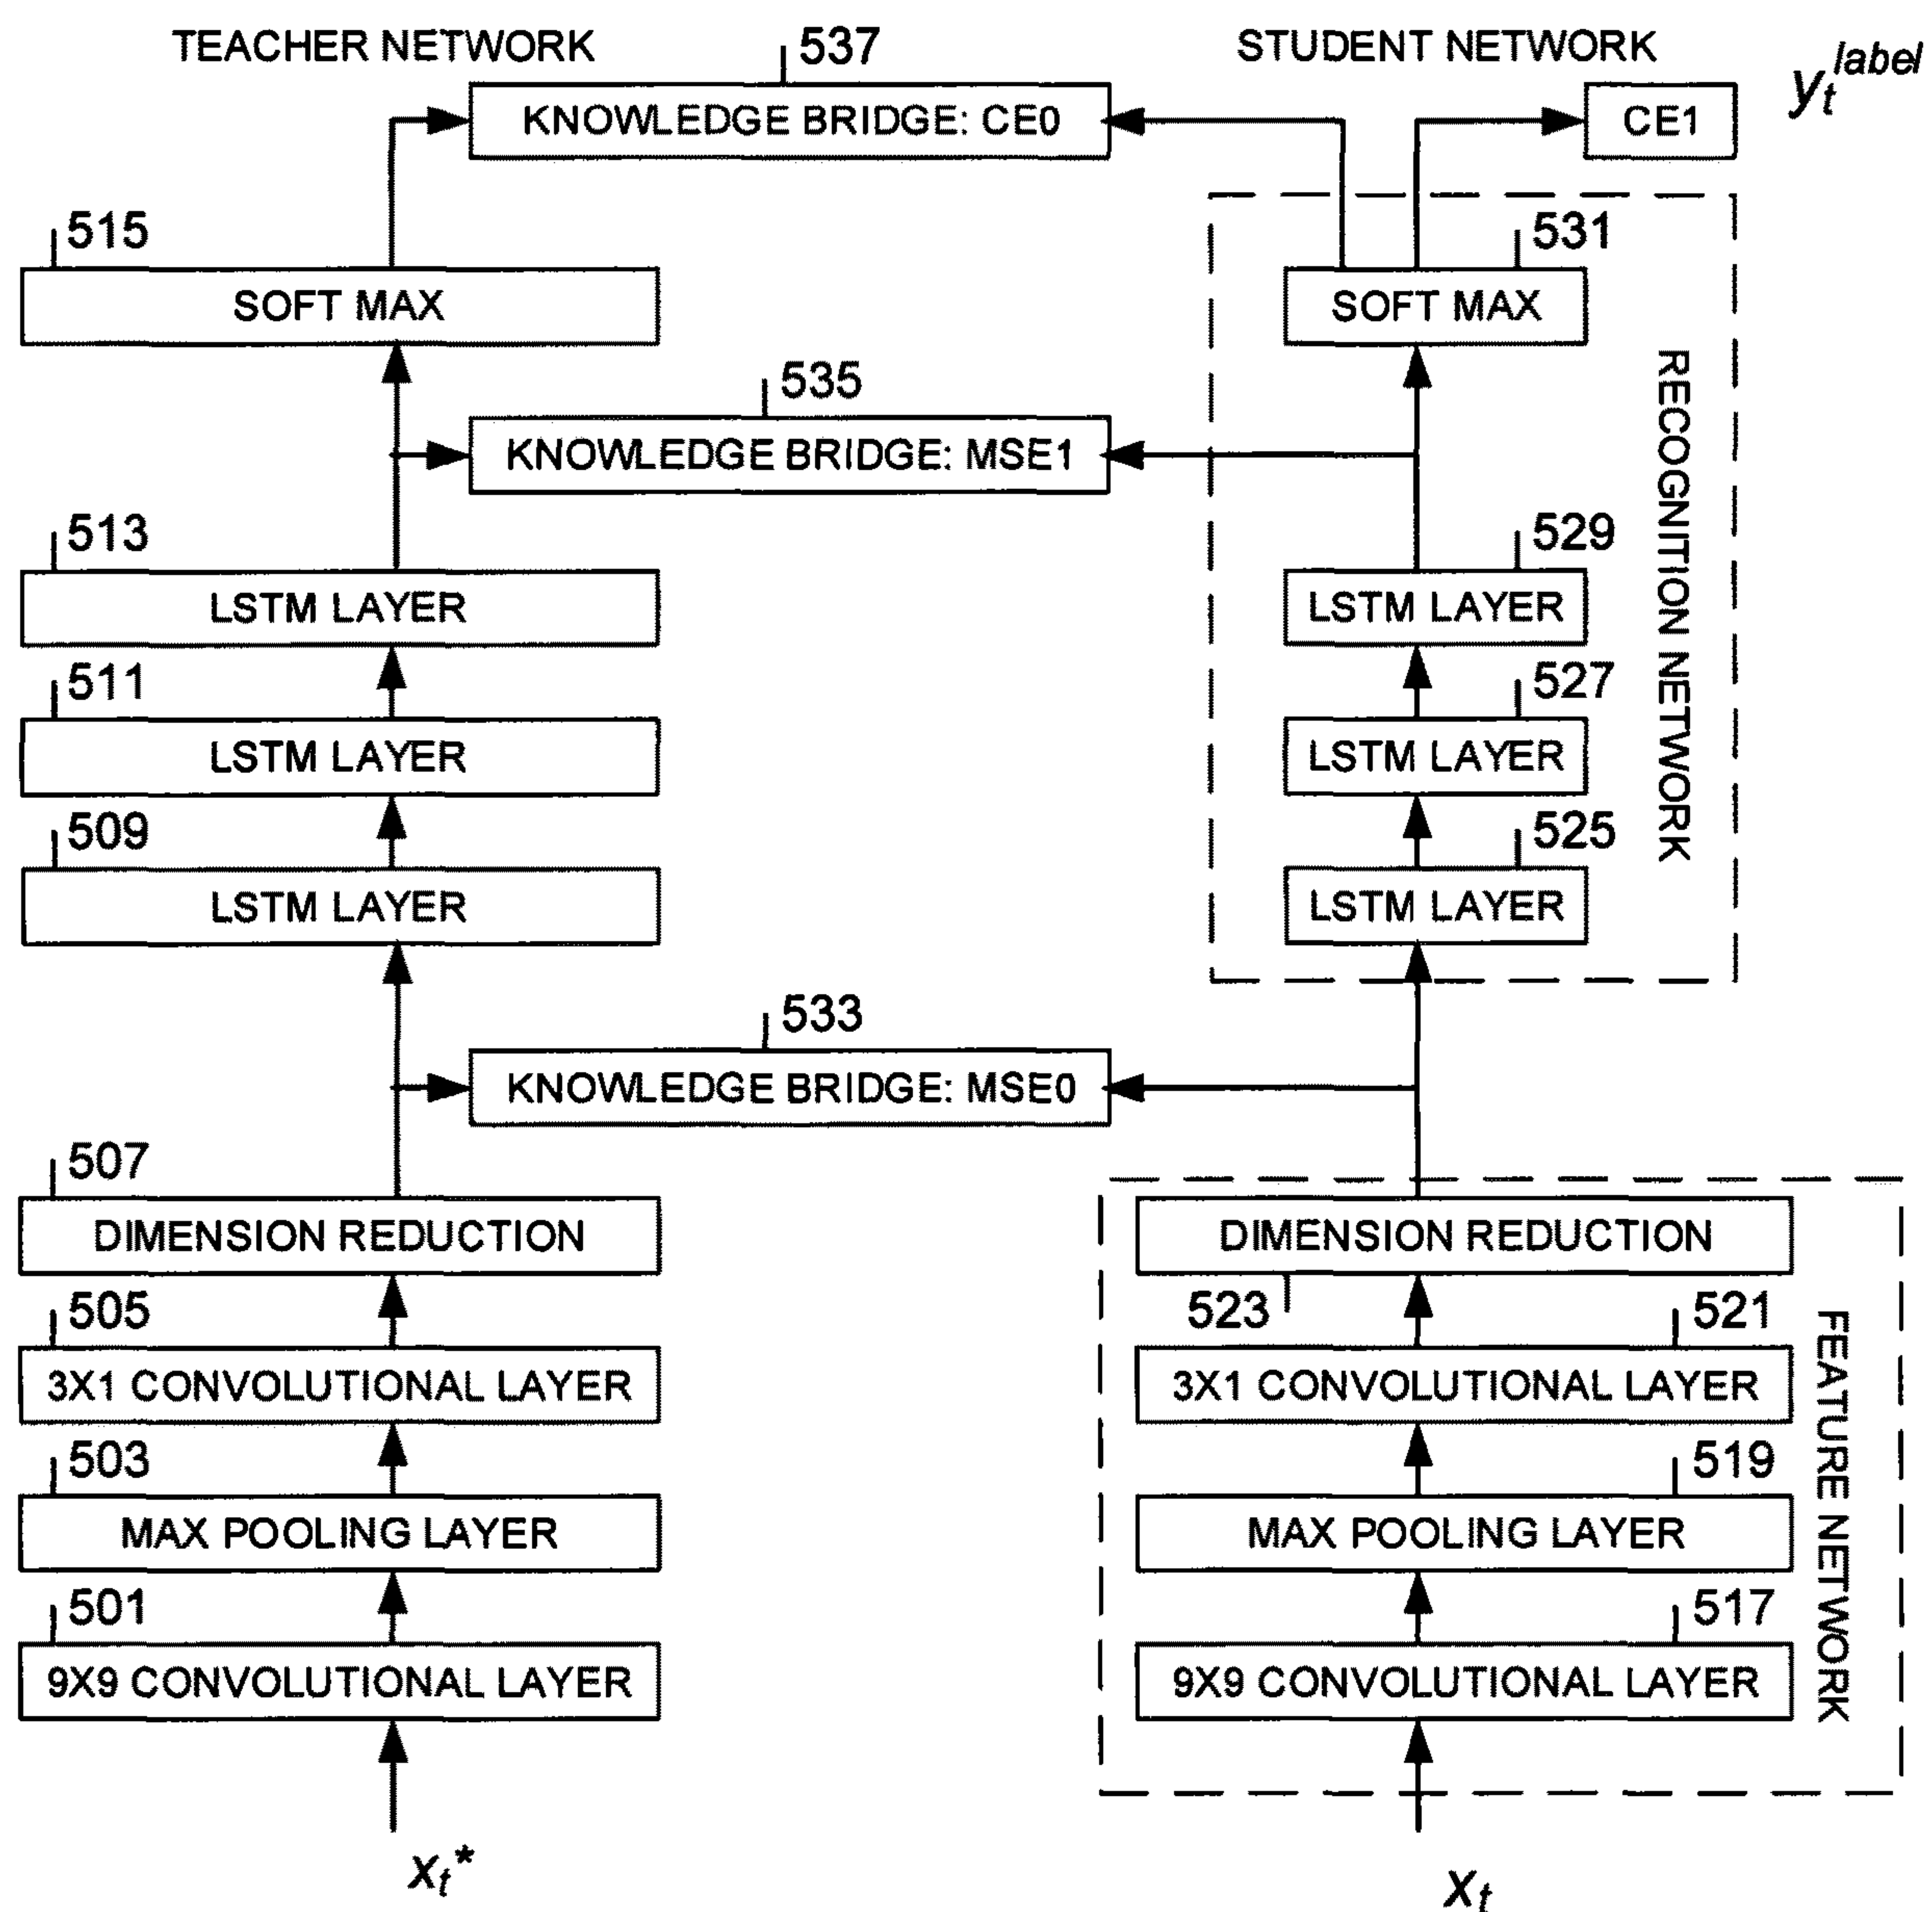 TEACHER NETWORK
537
STUDENT NETWORK
y_t^label
KNOWLEDGE BRIDGE: CE0
CE1
515
531
SOFT MAX
SOFT MAX
535
KNOWLEDGE BRIDGE: MSE1
RECOGNITION NETWORK
513
529
LSTM LAYER
LSTM LAYER
511
527
LSTM LAYER
LSTM LAYER
509
525
LSTM LAYER
LSTM LAYER
533
KNOWLEDGE BRIDGE: MSE0
507
DIMENSION REDUCTION
DIMENSION REDUCTION
505
523
521
FEATURE NETWORK
3X1 CONVOLUTIONAL LAYER
3X1 CONVOLUTIONAL LAYER
503
519
MAX POOLING LAYER
MAX POOLING LAYER
501
517
9X9 CONVOLUTIONAL LAYER
9X9 CONVOLUTIONAL LAYER
x_t*
x_t